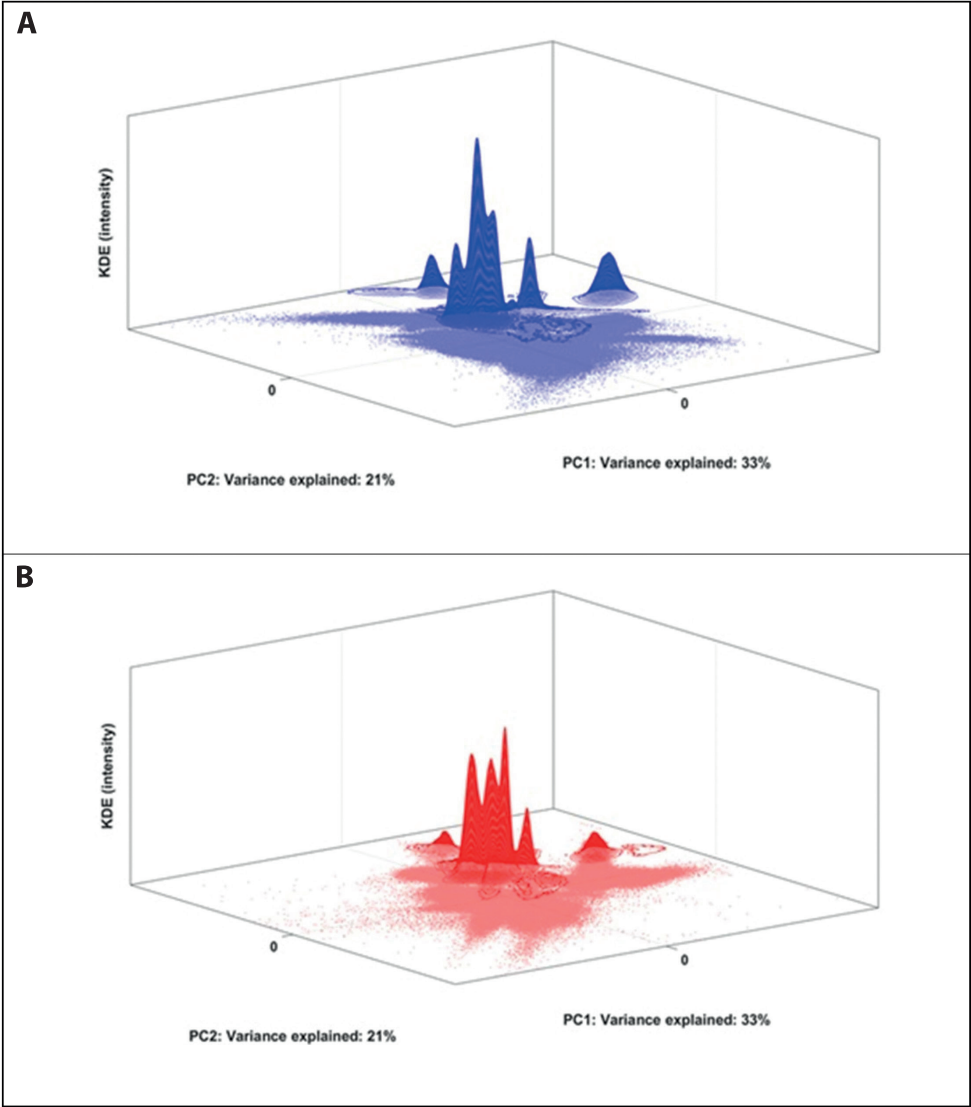 A
KDE (intensity)
0
0
PC1: Variance explained: 33%
PC2: Variance explained: 21%
B
KDE (intensity)
0
0
PC1: Variance explained: 33%
PC2: Variance explained: 21%